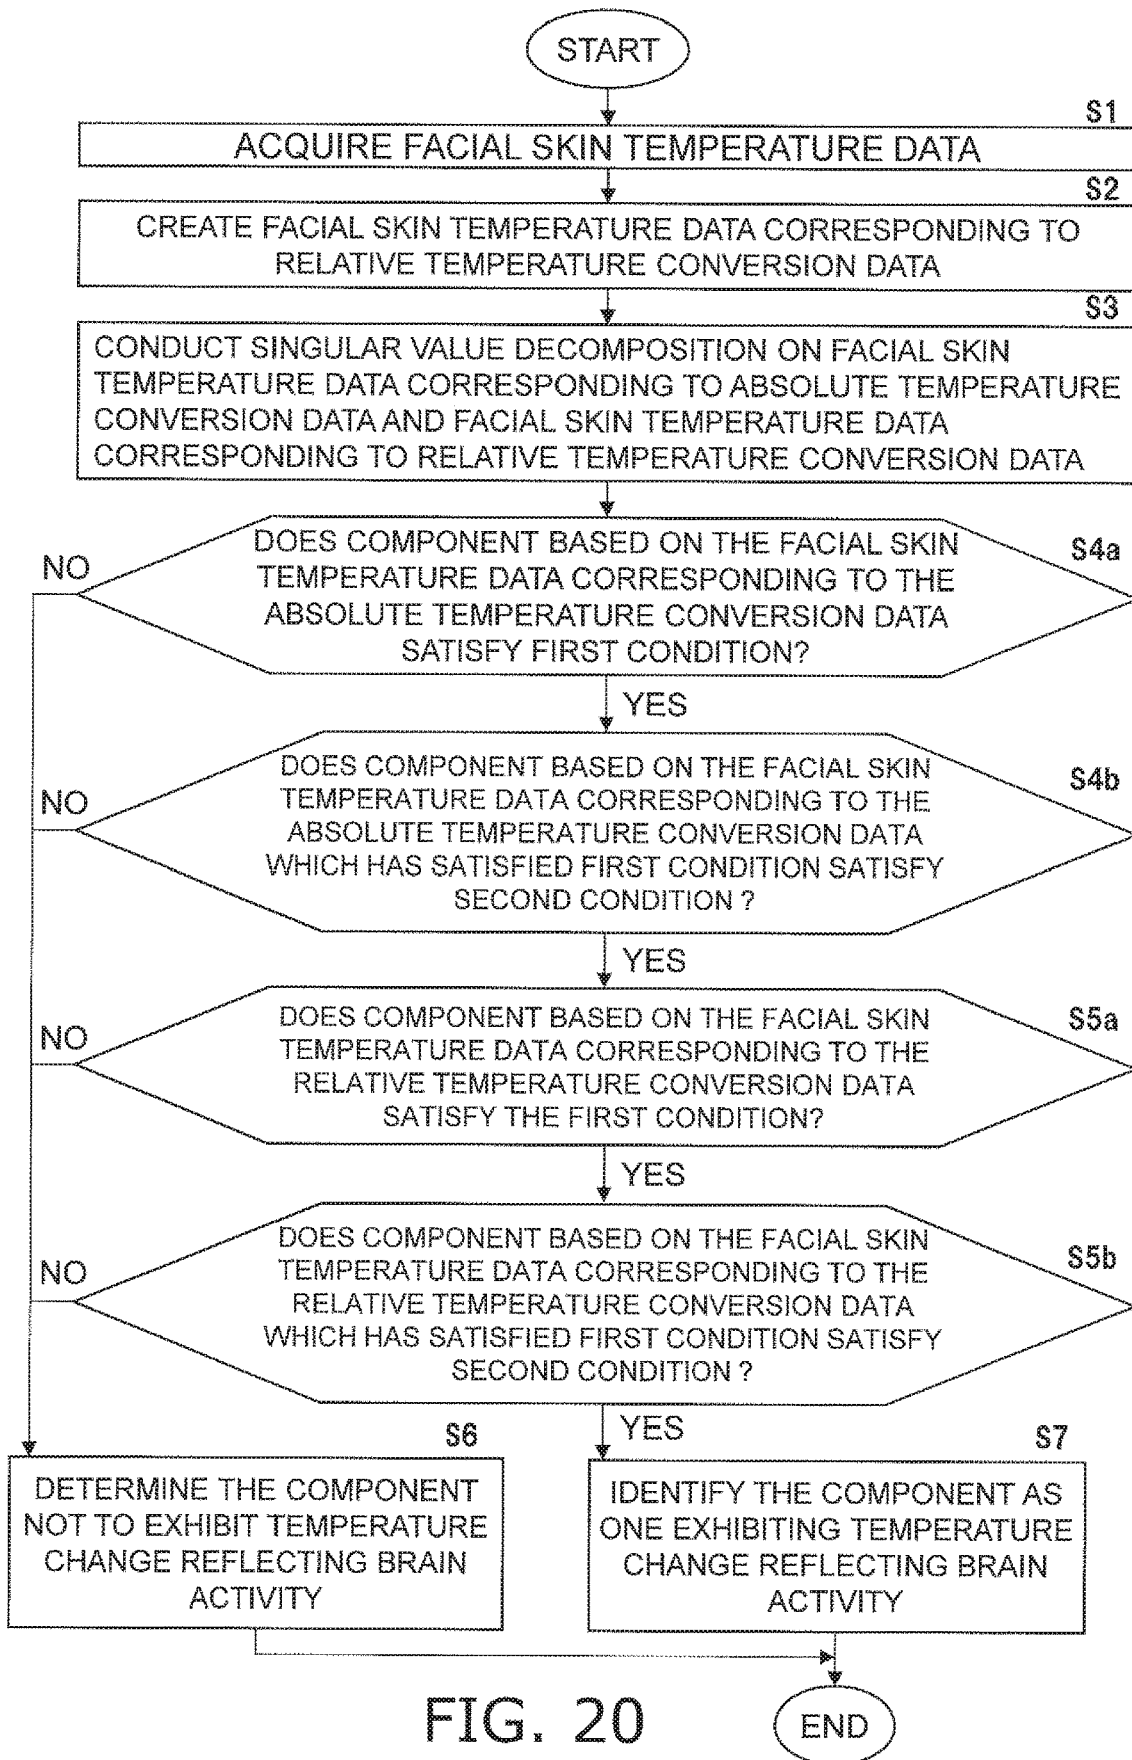 START
S1
ACQUIRE FACIAL SKIN TEMPERATURE DATA
S2
CREATE FACIAL SKIN TEMPERATURE DATA CORRESPONDING TO
RELATIVE TEMPERATURE CONVERSION DATA
S3
CONDUCT SINGULAR VALUE DECOMPOSITION ON FACIAL SKIN
TEMPERATURE DATA CORRESPONDING TO ABSOLUTE TEMPERATURE
CONVERSION DATA AND FACIAL SKIN TEMPERATURE DATA
CORRESPONDING TO RELATIVE TEMPERATURE CONVERSION DATA
S4a
NO
DOES COMPONENT BASED ON THE FACIAL SKIN
TEMPERATURE DATA CORRESPONDING TO THE
ABSOLUTE TEMPERATURE CONVERSION DATA
SATISFY FIRST CONDITION?
YES
S4b
NO
DOES COMPONENT BASED ON THE FACIAL SKIN
TEMPERATURE DATA CORRESPONDING TO THE
ABSOLUTE TEMPERATURE CONVERSION DATA
WHICH HAS SATISFIED FIRST CONDITION SATISFY
SECOND CONDITION ?
YES
S5a
NO
DOES COMPONENT BASED ON THE FACIAL SKIN
TEMPERATURE DATA CORRESPONDING TO THE
RELATIVE TEMPERATURE CONVERSION DATA
SATISFY THE FIRST CONDITION?
YES
S5b
NO
DOES COMPONENT BASED ON THE FACIAL SKIN
TEMPERATURE DATA CORRESPONDING TO THE
RELATIVE TEMPERATURE CONVERSION DATA
WHICH HAS SATISFIED FIRST CONDITION SATISFY
SECOND CONDITION ?
YES
S6
DETERMINE THE COMPONENT
NOT TO EXHIBIT TEMPERATURE
CHANGE REFLECTING BRAIN
ACTIVITY
S7
IDENTIFY THE COMPONENT AS
ONE EXHIBITING TEMPERATURE
CHANGE REFLECTING BRAIN
ACTIVITY
END
FIG. 20